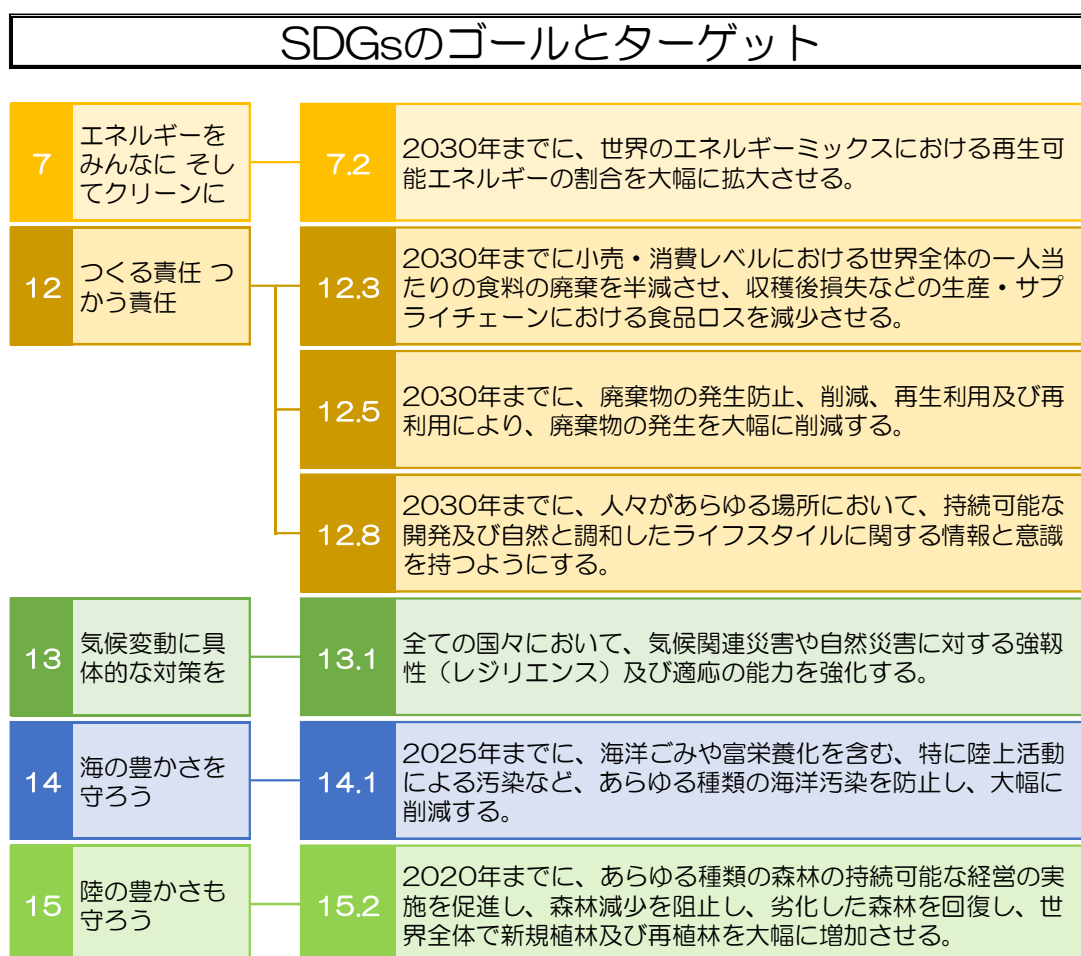 SDGsのゴールとターゲット
7
エネルギーを
みんなに そし
てクリーンに
7.2
2030年までに、世界のエネルギーミックスにおける再生可
能エネルギーの割合を大幅に拡大させる。
12
つくる責任 つ
かう責任
12.3
2030年までに小売・消費レベルにおける世界全体の一人当
たりの食料の廃棄を半減させ、収穫後損失などの生産・サプ
ライチェーンにおける食品ロスを減少させる。
12.5
2030年までに、廃棄物の発生防止、削減、再生利用及び再
利用により、廃棄物の発生を大幅に削減する。
12.8
2030年までに、人々があらゆる場所において、持続可能な
開発及び自然と調和したライフスタイルに関する情報と意識
を持つようにする。
13
気候変動に具
体的な対策を
13.1
全ての国々において、気候関連災害や自然災害に対する強靱
性（レジリエンス）及び適応の能力を強化する。
14
海の豊かさを
守ろう
14.1
2025年までに、海洋ごみや富栄養化を含む、特に陸上活動
による汚染など、あらゆる種類の海洋汚染を防止し、大幅に
削減する。
15
陸の豊かさも
守ろう
15.2
2020年までに、あらゆる種類の森林の持続可能な経営の実
施を促進し、森林減少を阻止し、劣化した森林を回復し、世
界全体で新規植林及び再植林を大幅に増加させる。